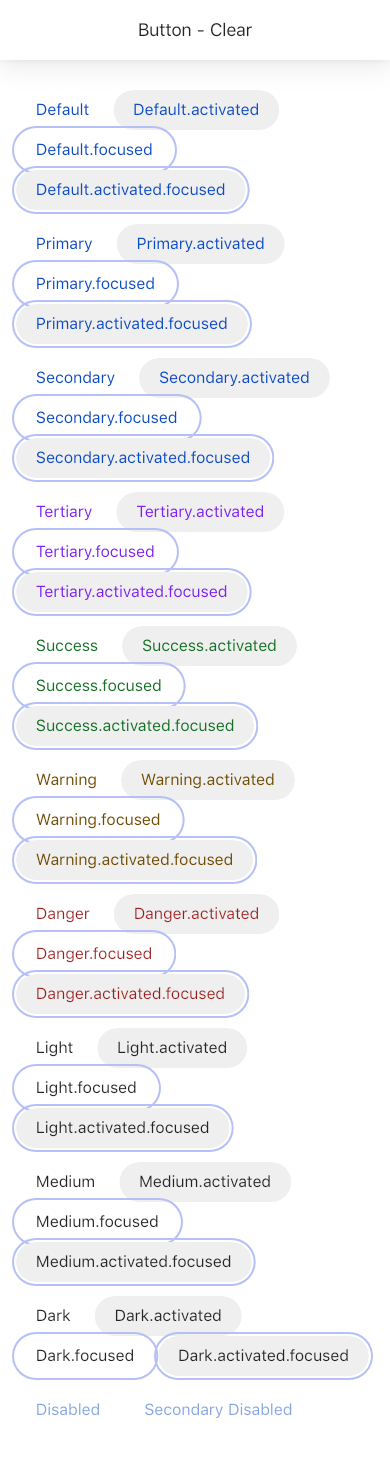 Button - Clear
Default Default.activated
Default.focused
Default.activated.focused
Primary Primary.activated
Primary.focused
Primary.activated.focused
Secondary Secondary.activated
Secondary.focused
Secondary.activated.focused
Tertiary Tertiary.activated
Tertiary.focused
Tertiary.activated.focused
Success Success.activated
Success.focused
Success.activated.focused
Warning Warning.activated
Warning.focused
Warning.activated.focused
Danger Danger.activated
Danger.focused
Danger.activated.focused
Light Light.activated
Light.focused
Light.activated.focused
Medium Medium.activated
Medium.focused
Medium.activated.focused
Dark Dark.activated
Dark.focused Dark.activated.focused
Disabled Secondary Disabled